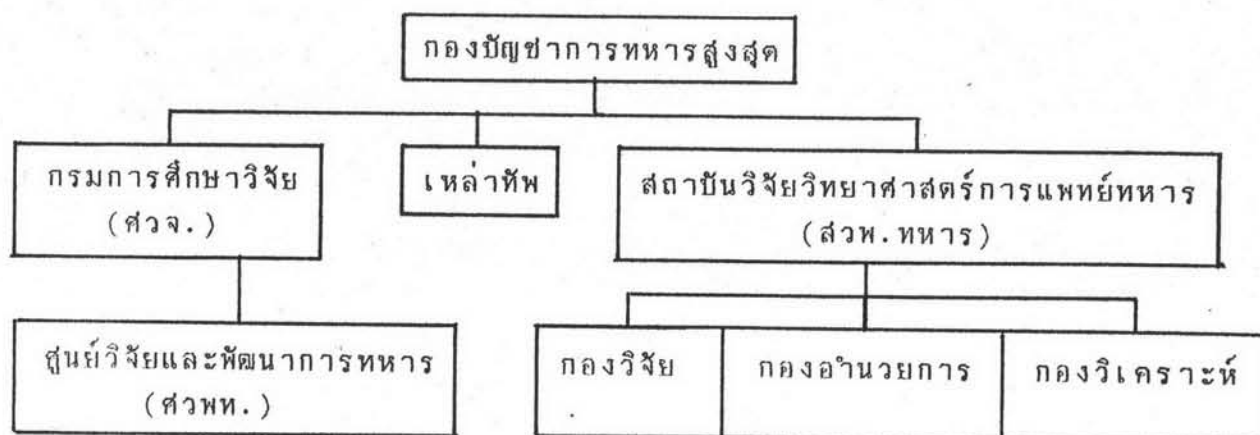 กองบัญชาการทหารสูงสุด
กรมการศึกษาวิจัย
(ศวจ.)
เหล่าทัพ
สถาบันวิจัยวิทยาศาสตร์การแพทย์ทหาร
(สวพ.ทหาร)
ศูนย์วิจัยและพัฒนาการทหาร
(ศวพท.)
กองวิจัย
กองอำนวยการ
กองวิเคราะห์